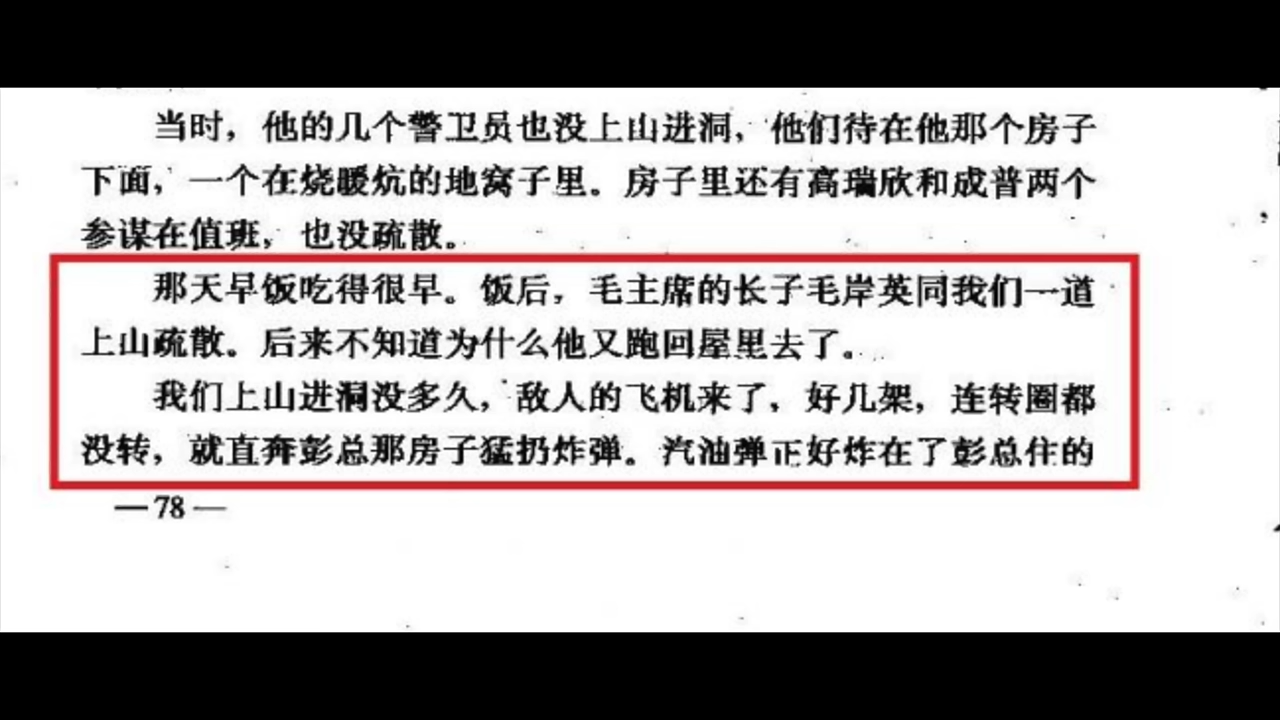 当时，他的几个警卫员也没上山进洞，他们待在他那个房子
下面，一个在烧暖炕的地窝子里。房子里还有高瑞欣和成普两个
参谋在值班，也没疏散。
那天早饭吃得很早。饭后，毛主席的长子毛岸英同我们一道
上山疏散。后来不知道为什么他又跑回屋里去了。
我们上山进洞没多久，敌人的飞机来了，好几架，连转圈都
没转，就直奔彭总那房子猛扔炸弹。汽油弹正好炸在了彭总住的
—78—